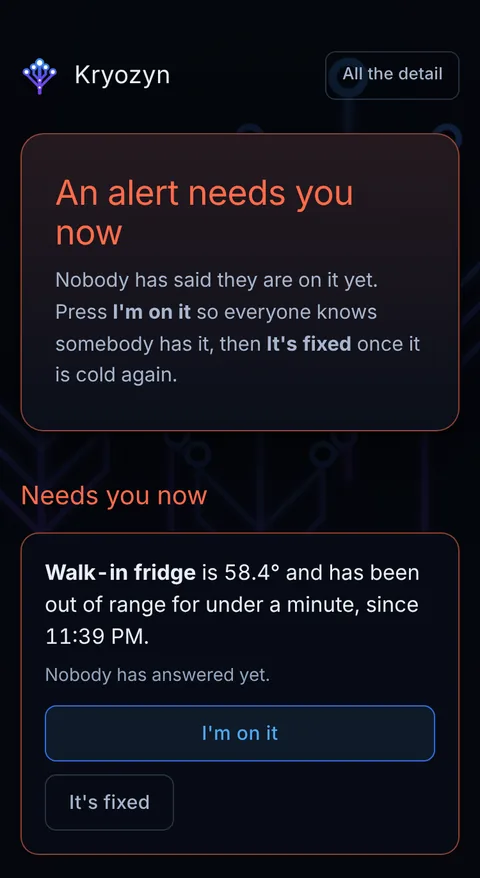 Kryozyn
All the detail
An alert needs you
now
Nobody has said they are on it yet.
Press I'm on it so everyone knows
somebody has it, then It's fixed once it
is cold again.
Needs you now
Walk-in fridge is 58.4° and has been
out of range for under a minute, since
11:39 PM.
Nobody has answered yet.
I'm on it
It's fixed